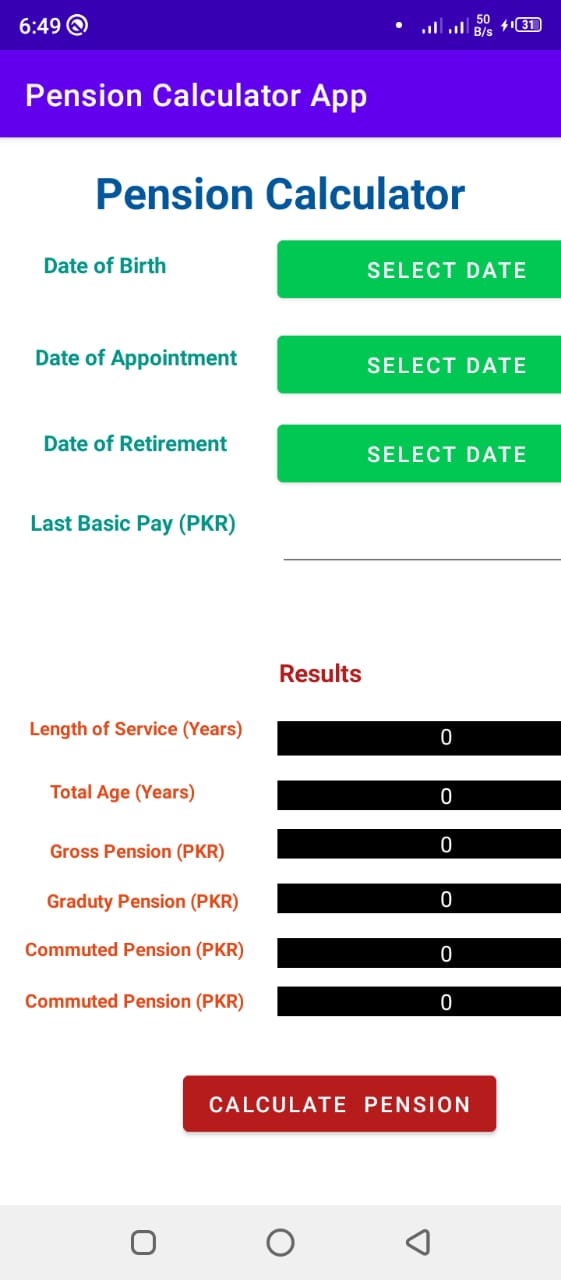 6:49
50
B/s
31
Pension Calculator App
Pension Calculator
Date of Birth
SELECT DATE
Date of Appointment
SELECT DATE
Date of Retirement
SELECT DATE
Last Basic Pay (PKR)
Results
Length of Service (Years)
0
Total Age (Years)
0
Gross Pension (PKR)
0
Graduty Pension (PKR)
0
Commuted Pension (PKR)
0
Commuted Pension (PKR)
0
CALCULATE PENSION